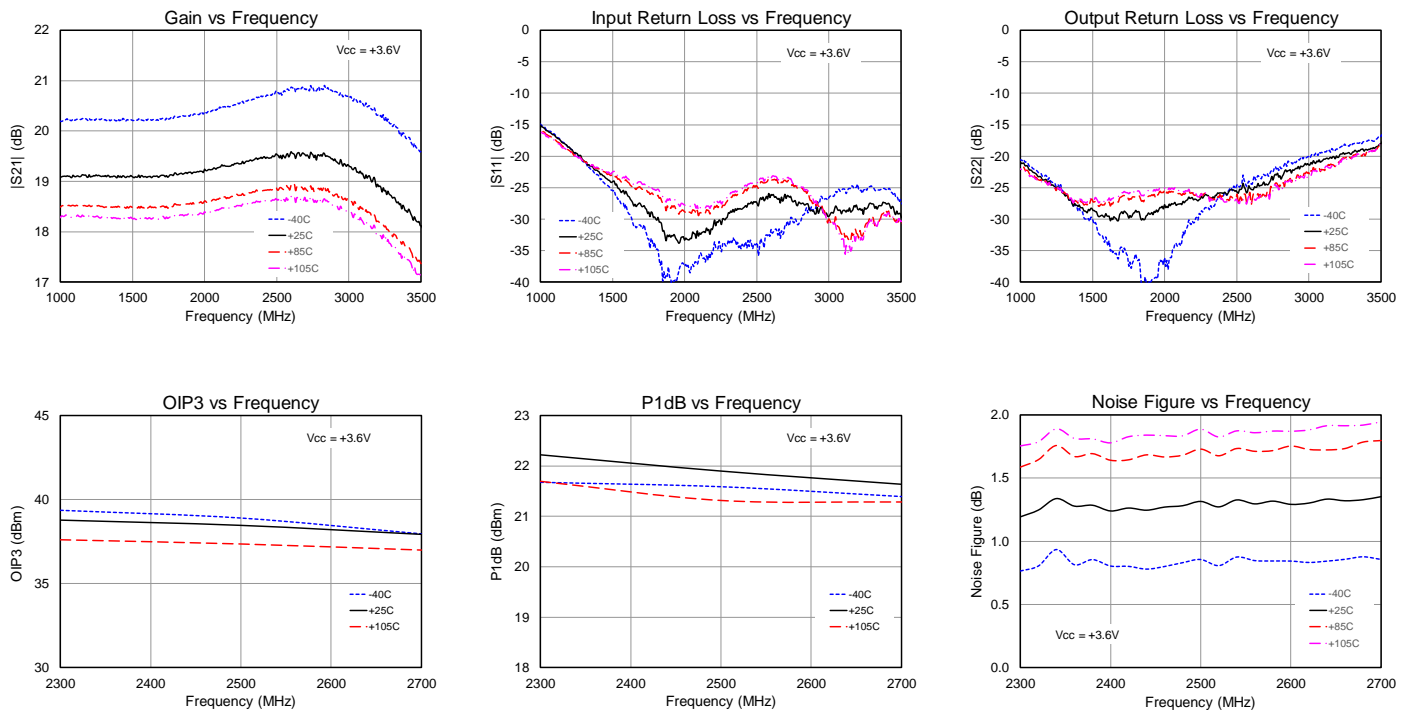 Gain vs Frequency
22
21
20
19
18
17
|S21| (dB)
Vcc = +3.6V
-40C
+25C
+85C
+105C
1000 1500 2000 2500 3000 3500
Frequency (MHz)
Input Return Loss vs Frequency
0
-5
-10
-15
-20
-25
-30
-35
-40
|S11| (dB)
Vcc = +3.6V
-40C
+25C
+85C
+105C
1000 1500 2000 2500 3000 3500
Frequency (MHz)
Output Return Loss vs Frequency
0
-5
-10
-15
-20
-25
-30
-35
-40
|S22| (dB)
Vcc = +3.6V
-40C
+25C
+85C
+105C
1000 1500 2000 2500 3000 3500
Frequency (MHz)
OIP3 vs Frequency
45
42
39
36
33
30
OIP3 (dBm)
Vcc = +3.6V
-40C
+25C
+105C
2300 2400 2500 2600 2700
Frequency (MHz)
P1dB vs Frequency
23
22
21
20
19
18
P1dB (dBm)
Vcc = +3.6V
-40C
+25C
+105C
2300 2400 2500 2600 2700
Frequency (MHz)
Noise Figure vs Frequency
2.0
1.5
1.0
0.5
0.0
Noise Figure (dB)
-40C
+25C
+85C
+105C
Vcc = +3.6V
2300 2400 2500 2600 2700
Frequency (MHz)